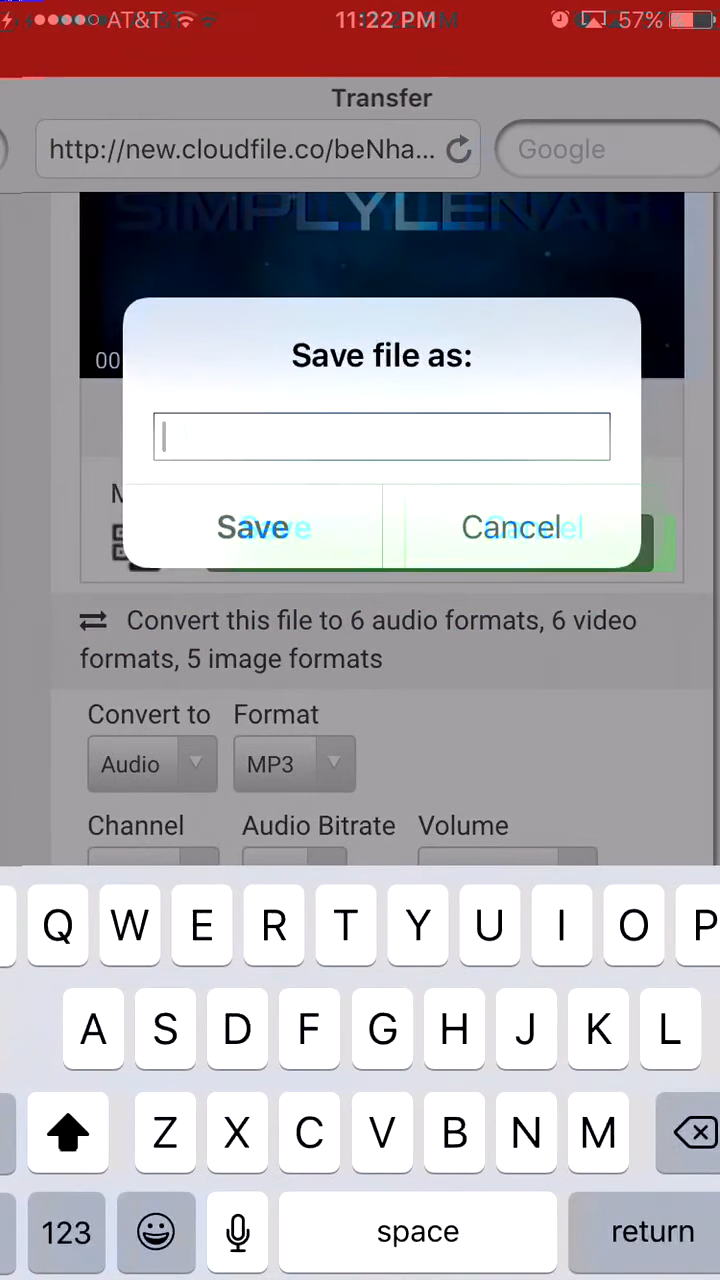 AT&T 11:22 PM 57%
Transfer
http://new.cloudfile.co/beNha... Google
SIMPLYLENAH
00
Save file as:
M
Save Cancel
Convert this file to 6 audio formats, 6 video
formats, 5 image formats
Convert to Format
Audio MP3
Channel Audio Bitrate Volume
Q W E R T Y U I O P
A S D F G H J K L
Z X C V B N M
123 space return